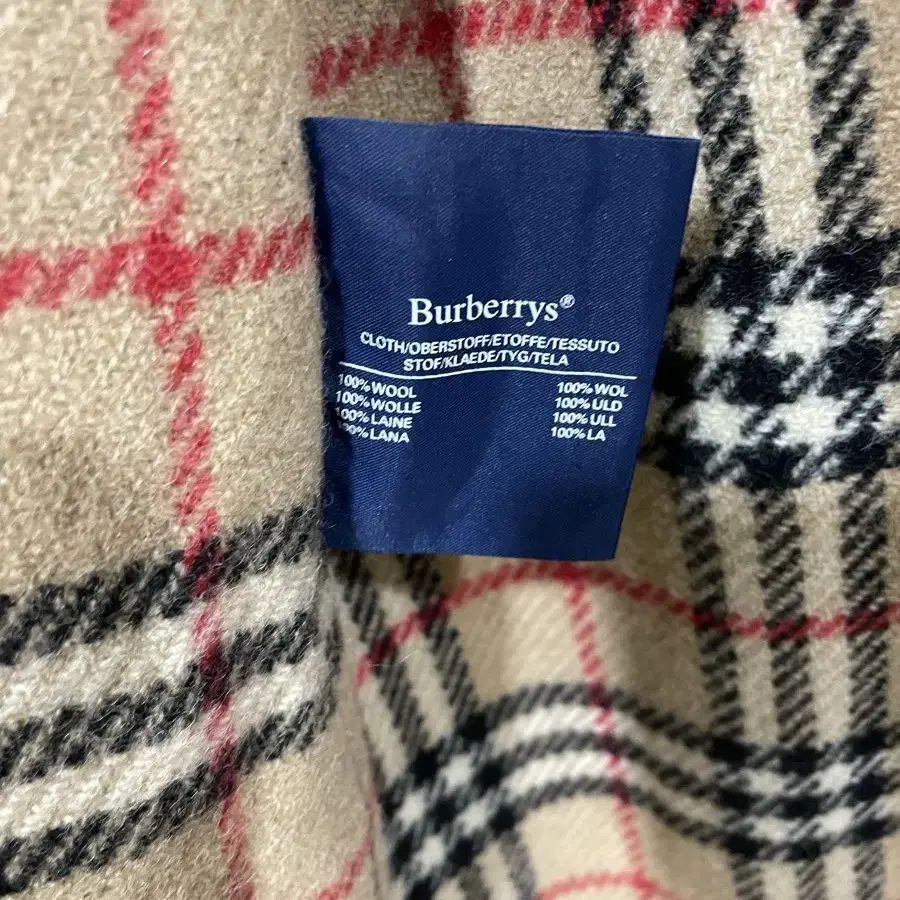 Burberrys®
CLOTH/OBERSTOFF/ETOFFE/TESSUTO
STOF/KLAEDE/TYG/TELA
100% WOOL 100% WOL
100% WOLLE 100% ULD
100% LAINE 100% ULL
100% LANA 100% LA